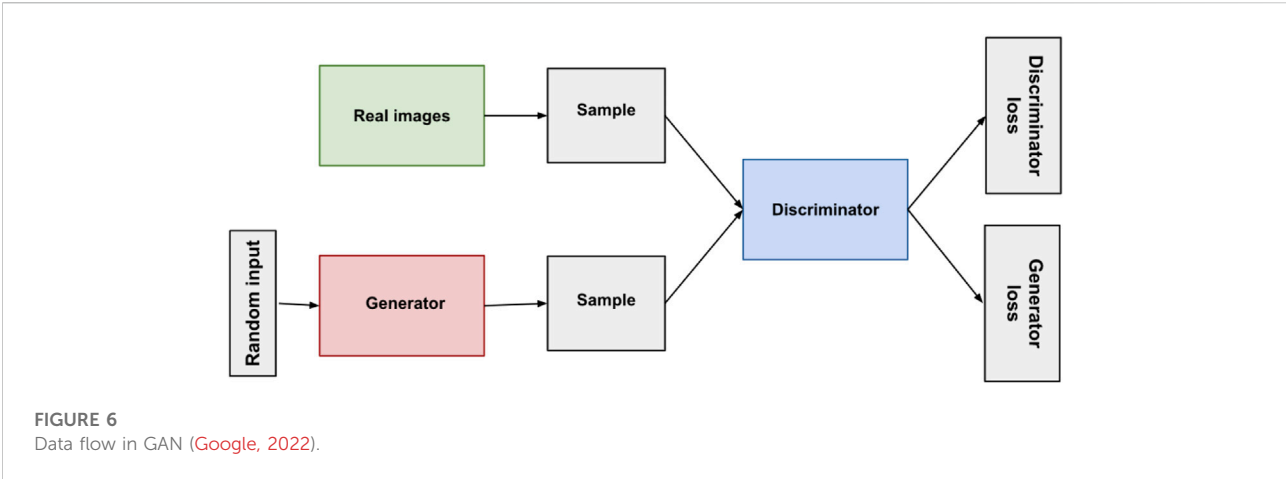 Real images
Sample
Discriminator
loss
Discriminator
Random input
Generator
Sample
Generator
loss
FIGURE 6
Data flow in GAN (Google, 2022).